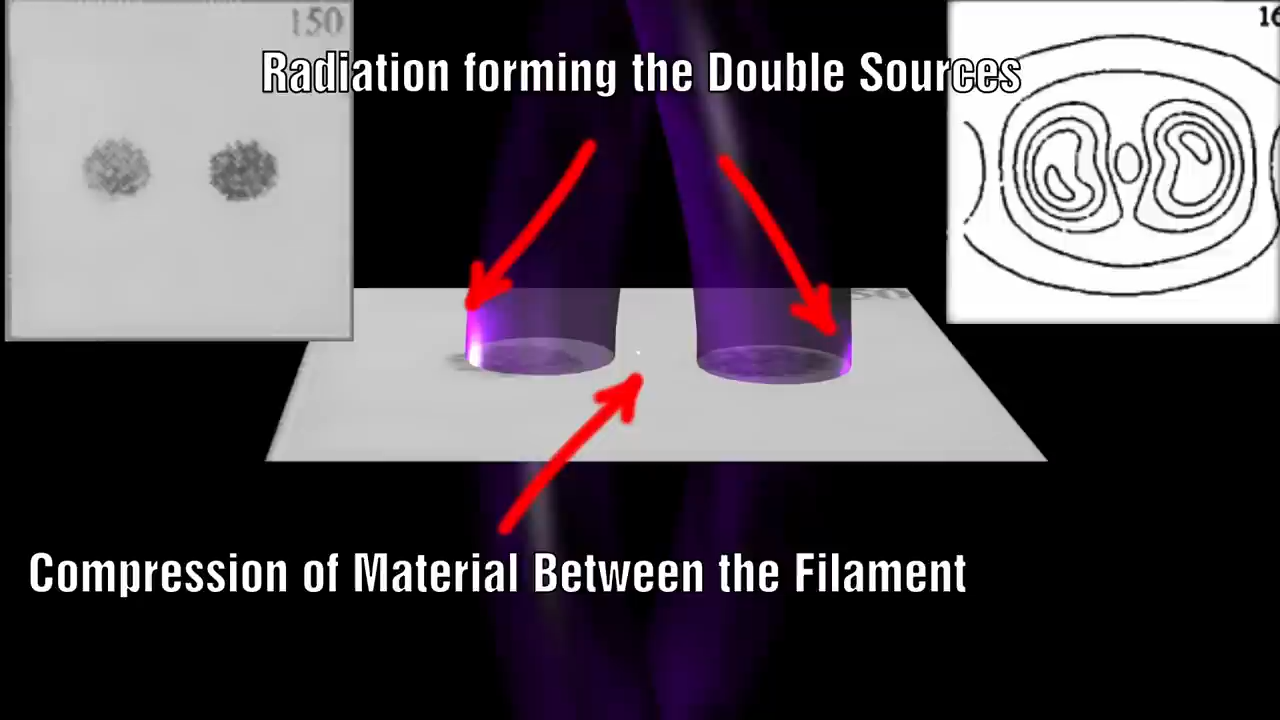 150
Radiation forming the Double Sources
Compression of Material Between the Filament